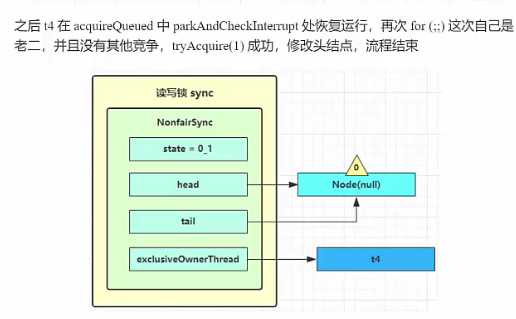 之后 t4 在 acquireQueued 中 parkAndCheckInterrupt 处恢复运行，再次 for (;;) 这次自己是
老二，并且没有其他竞争，tryAcquire(1) 成功，修改头结点，流程结束
读写锁 sync
NonfairSync
state = 0_1
0
head
Node(null)
tail
exclusiveOwnerThread
t4